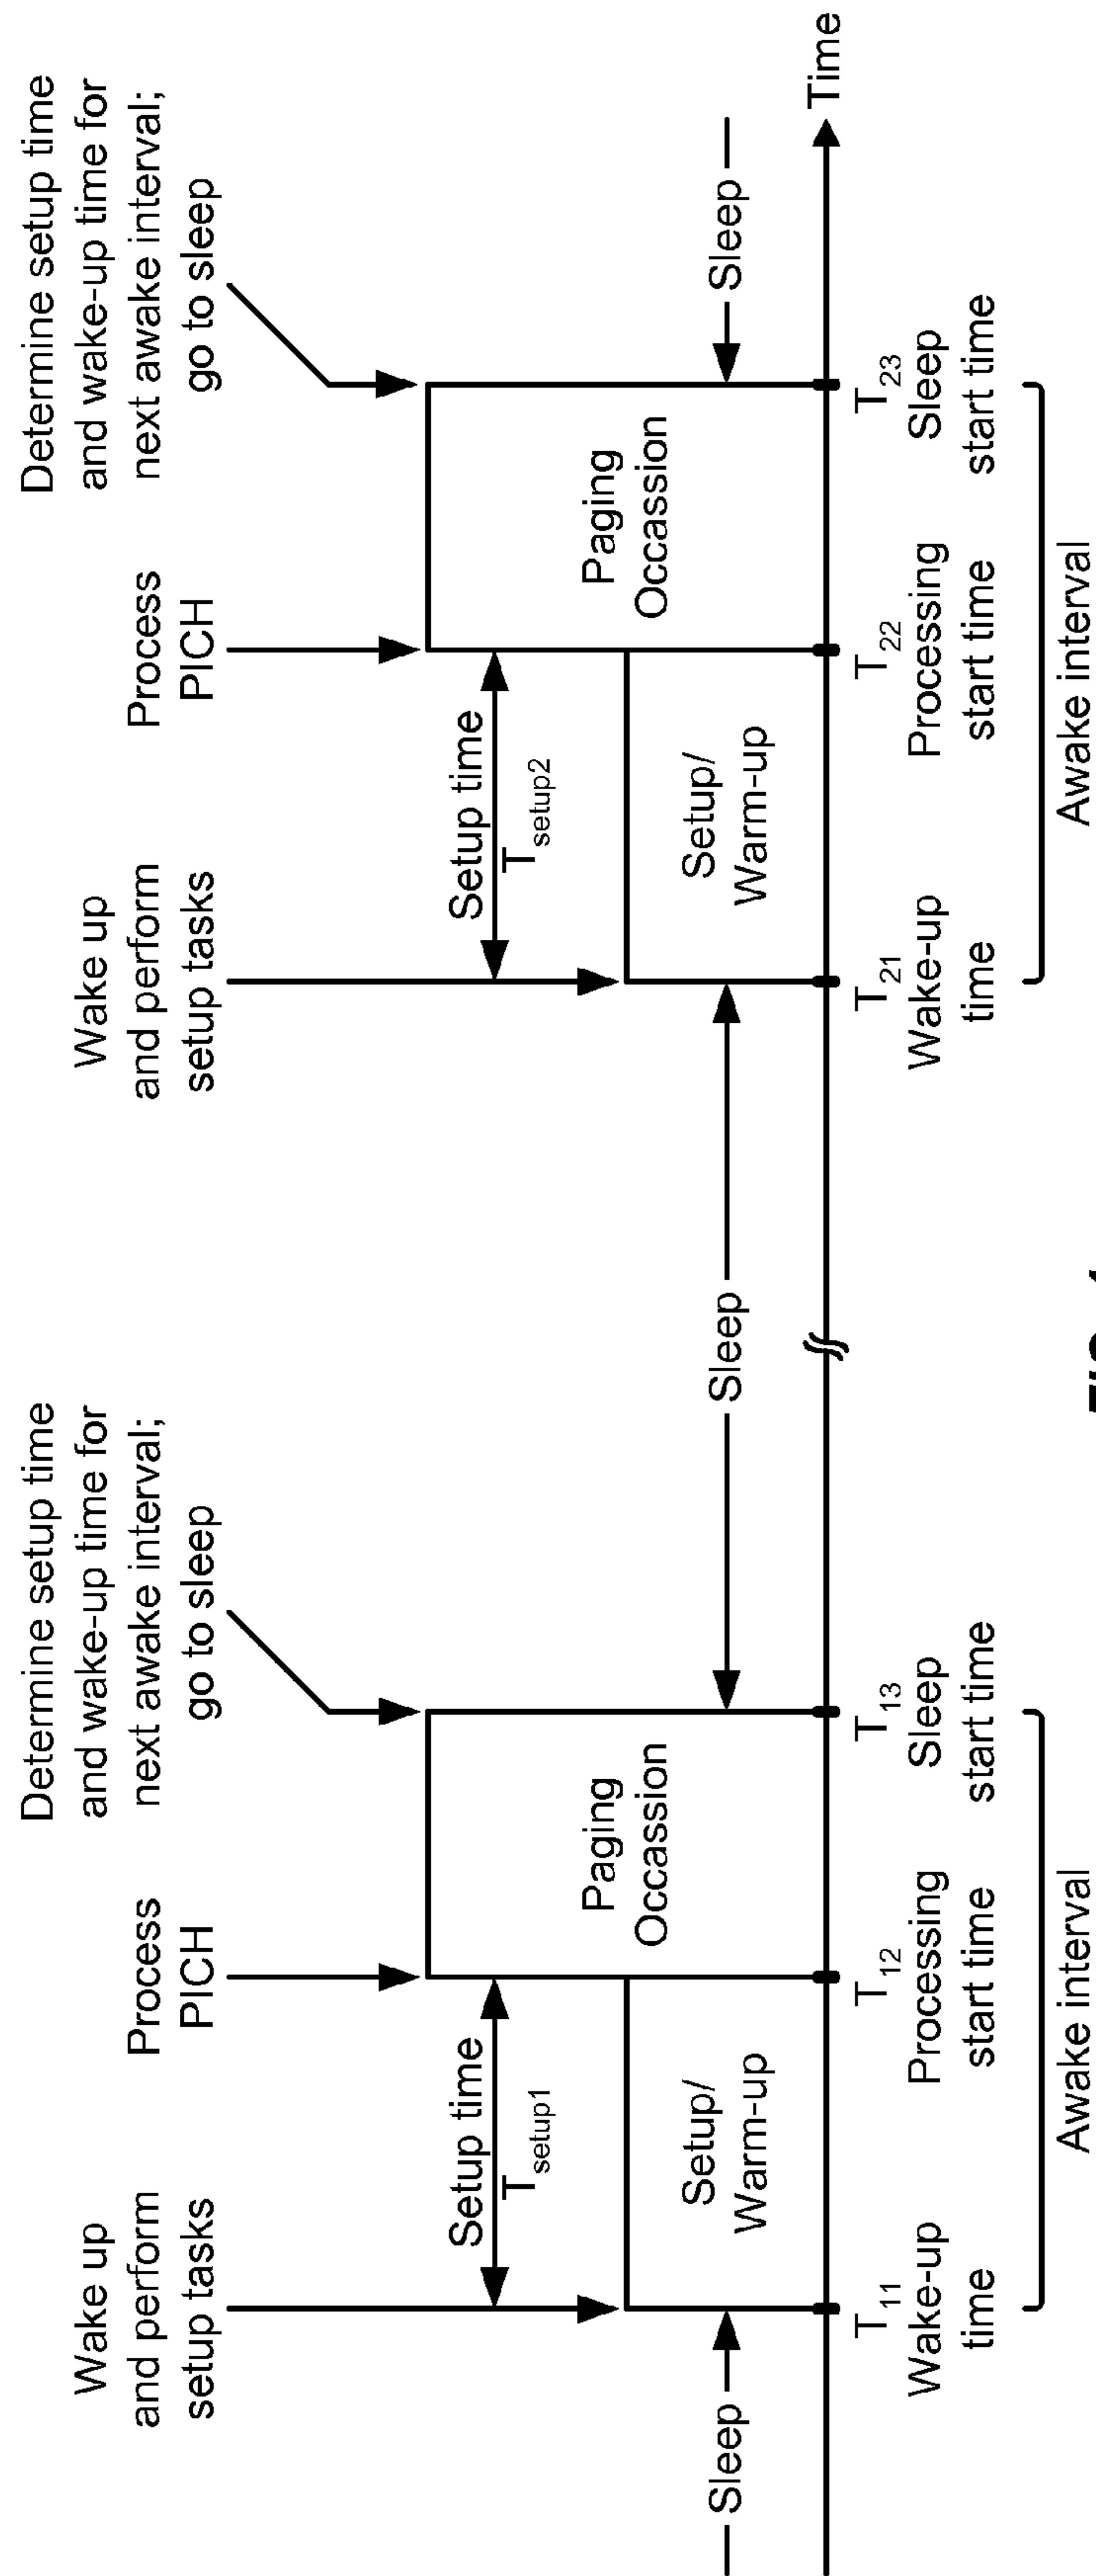 Wake up
and perform
setup tasks
Process
PICH
Determine setup time
and wake-up time for
next awake interval;
go to sleep
Wake up
and perform
setup tasks
Process
PICH
Determine setup time
and wake-up time for
next awake interval;
go to sleep
Setup time
Tsetup1
Setup time
Tsetup2
Paging
Occassion
Paging
Occassion
Setup/
Warm-up
Setup/
Warm-up
Sleep
Sleep
Sleep
Time
T11
Wake-up
time
T12
Processing
start time
T13
Sleep
start time
T21
Wake-up
time
T22
Processing
start time
T23
Sleep
start time
Awake interval
Awake interval